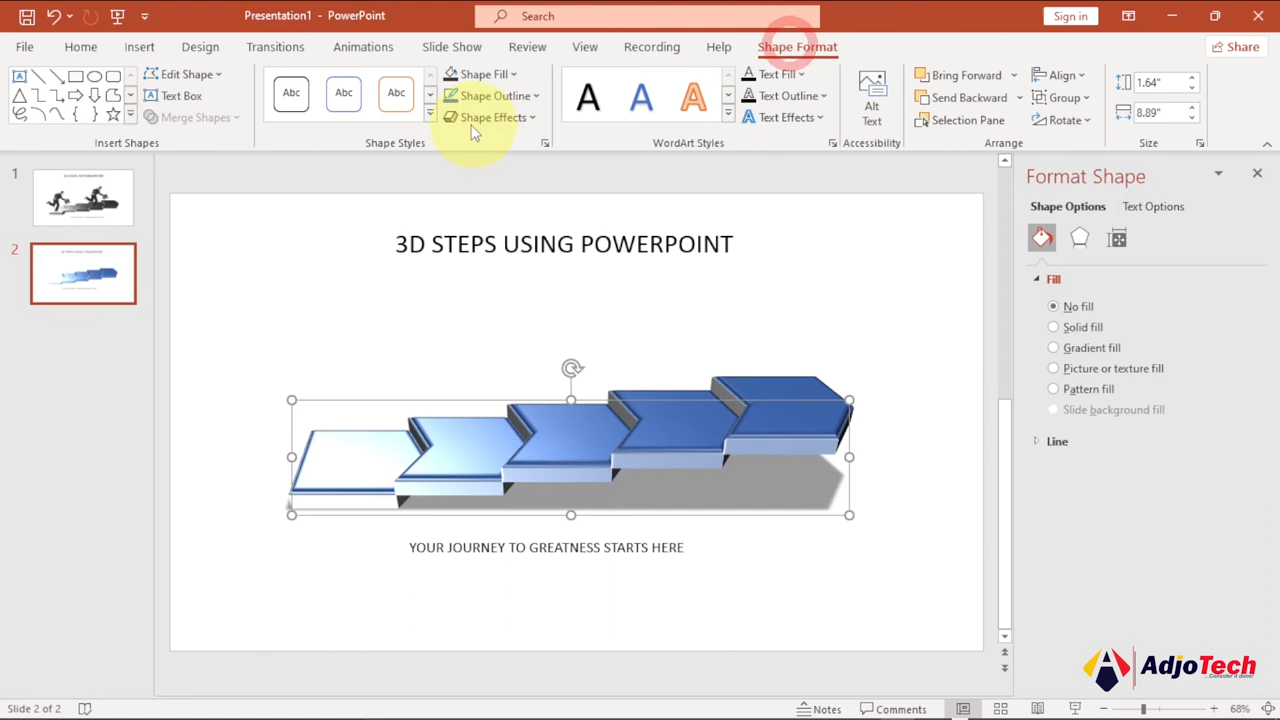 Presentation1 - PowerPoint
Search
Sign in
File
Home
Insert
Design
Transitions
Animations
Slide Show
Review
View
Recording
Help
Shape Format
Share
Edit Shape
Text Box
Merge Shapes
Insert Shapes
Abc
Abc
Abc
Shape Fill
Shape Outline
Shape Effects
Shape Styles
A
A
A
Text Fill
Text Outline
Text Effects
WordArt Styles
Alt
Text
Accessibility
Bring Forward
Send Backward
Selection Pane
Align
Group
Rotate
Arrange
1.64"
8.89"
Size
1
2
3D STEPS USING POWERPOINT
YOUR JOURNEY TO GREATNESS STARTS HERE
Format Shape
Shape Options
Text Options
Fill
No fill
Solid fill
Gradient fill
Picture or texture fill
Pattern fill
Slide background fill
Line
AdjoTech
...Consider it done!
Slide 2 of 2
Notes
Comments
68%